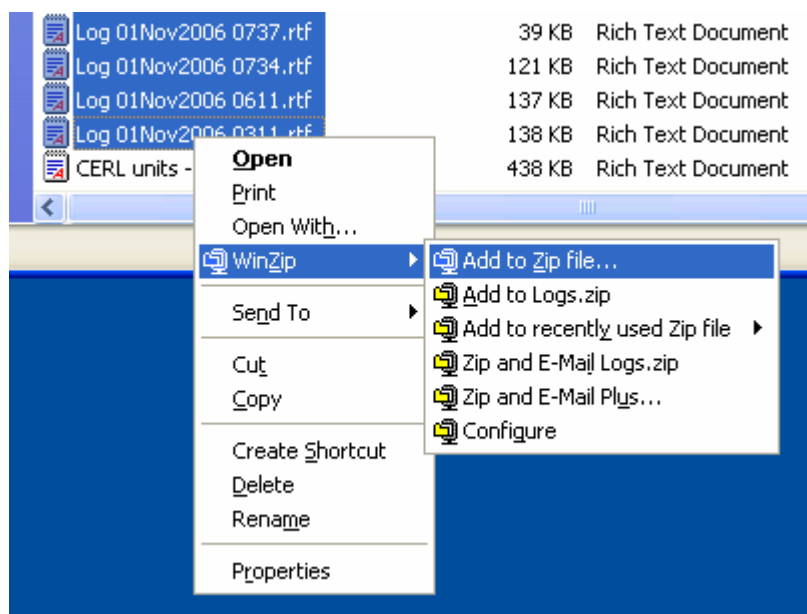 Log 01Nov2006 0737.rtf 39 KB Rich Text Document
Log 01Nov2006 0734.rtf 121 KB Rich Text Document
Log 01Nov2006 0611.rtf 137 KB Rich Text Document
Log 01Nov2006 0311.rtf 138 KB Rich Text Document
CERL units - 438 KB Rich Text Document
Open
Print
Open With...
WinZip
Send To
Cut
Copy
Create Shortcut
Delete
Rename
Properties
Add to Zip file...
Add to Logs.zip
Add to recently used Zip file
Zip and E-Mail Logs.zip
Zip and E-Mail Plus...
Configure